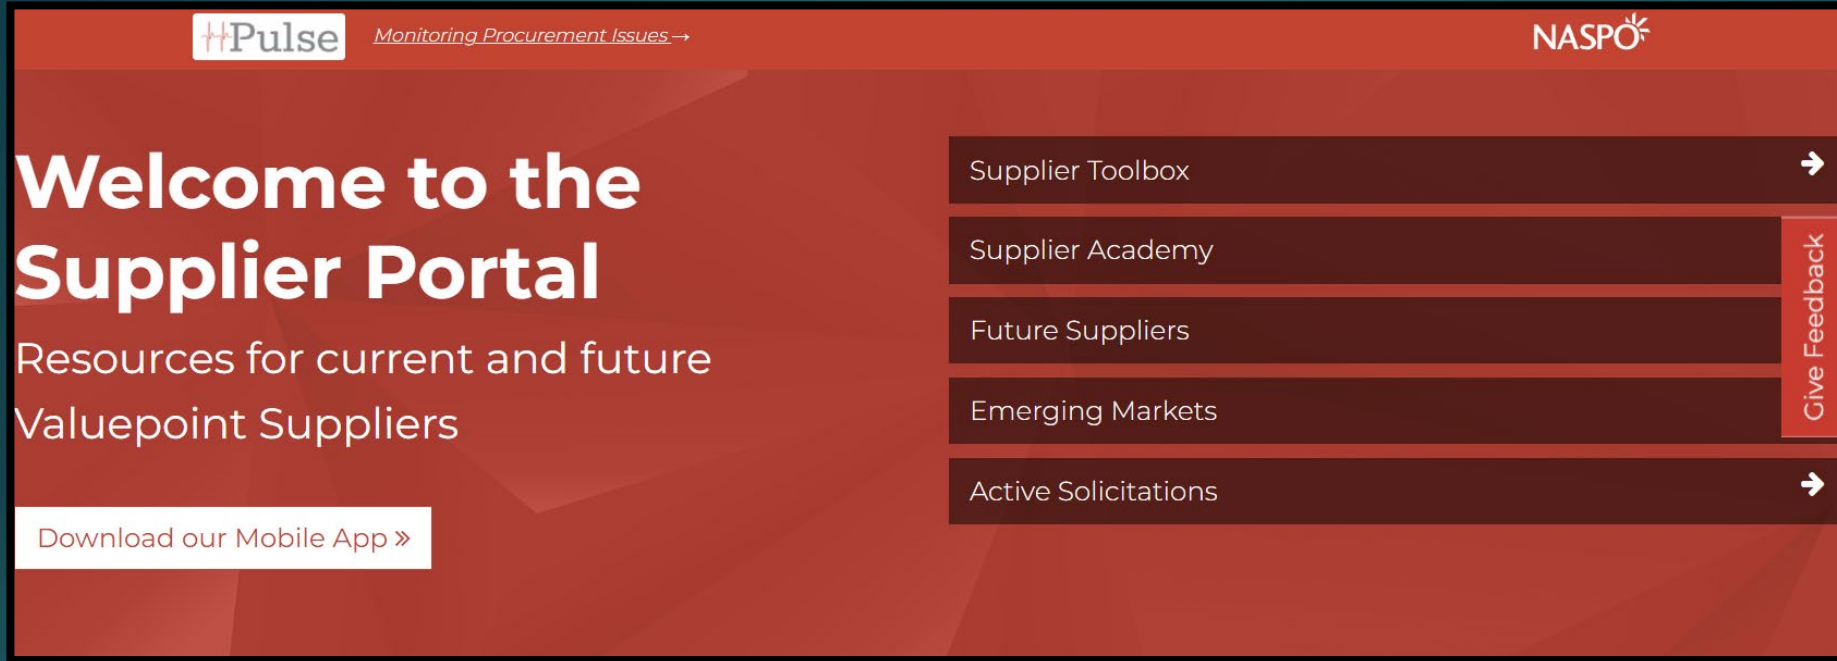 Pulse
Monitoring Procurement Issues→
NASPO
Welcome to the
Supplier Portal
Resources for current and future
Valuepoint Suppliers
Download our Mobile App »
Supplier Toolbox
Supplier Academy
Future Suppliers
Emerging Markets
Active Solicitations
Give Feedback